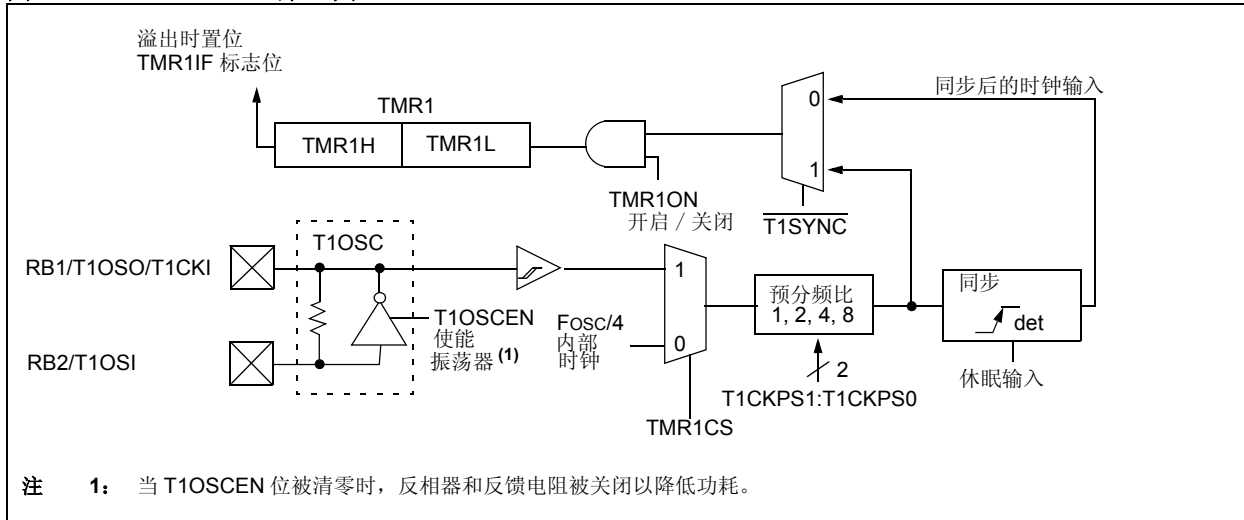 溢出时置位
TMR1IF 标志位
TMR1
TMR1H
TMR1L
TMR1ON
开启 / 关闭
0
1
T1SYNC
同步后的时钟输入
RB1/T1OSO/T1CKI
RB2/T1OSI
T1OSC
T1OSCEN
使能
振荡器 (1)
FOSC/4
内部
时钟
1
0
TMR1CS
预分频比
1, 2, 4, 8
2
T1CKPS1:T1CKPS0
同步
det
休眠输入
注 1： 当 T1OSCEN 位被清零时，反相器和反馈电阻被关闭以降低功耗。